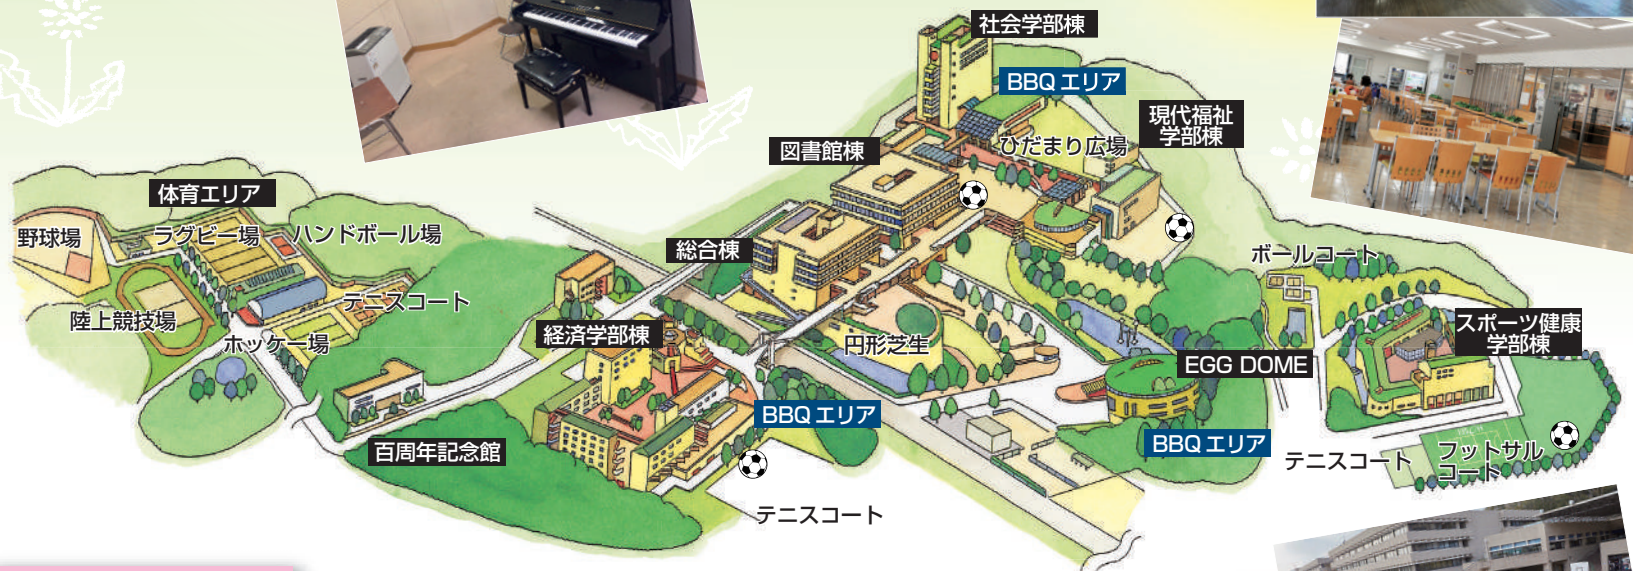 社会学部棟
BBQ エリア
現代福祉
学部棟
ひだまり広場
図書館棟
体育エリア
野球場
ラグビー場
ハンドボール場
総合棟
ボールコート
テニスコート
陸上競技場
ホッケー場
経済学部棟
円形芝生
スポーツ健康
学部棟
EGG DOME
BBQ エリア
BBQ エリア
百周年記念館
テニスコート
フットサル
コート
テニスコート